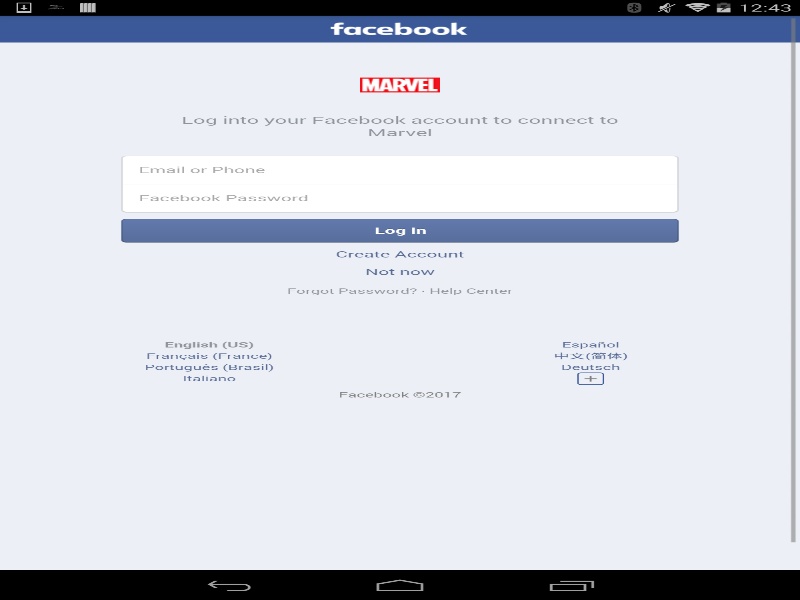 12:43
facebook
MARVEL
Log into your Facebook account to connect to
Marvel
Email or Phone
Facebook Password
Log In
Create Account
Not now
Forgot Password? · Help Center
English (US)
Français (France)
Português (Brasil)
Italiano
Español
中文(简体)
Deutsch
Facebook ©2017